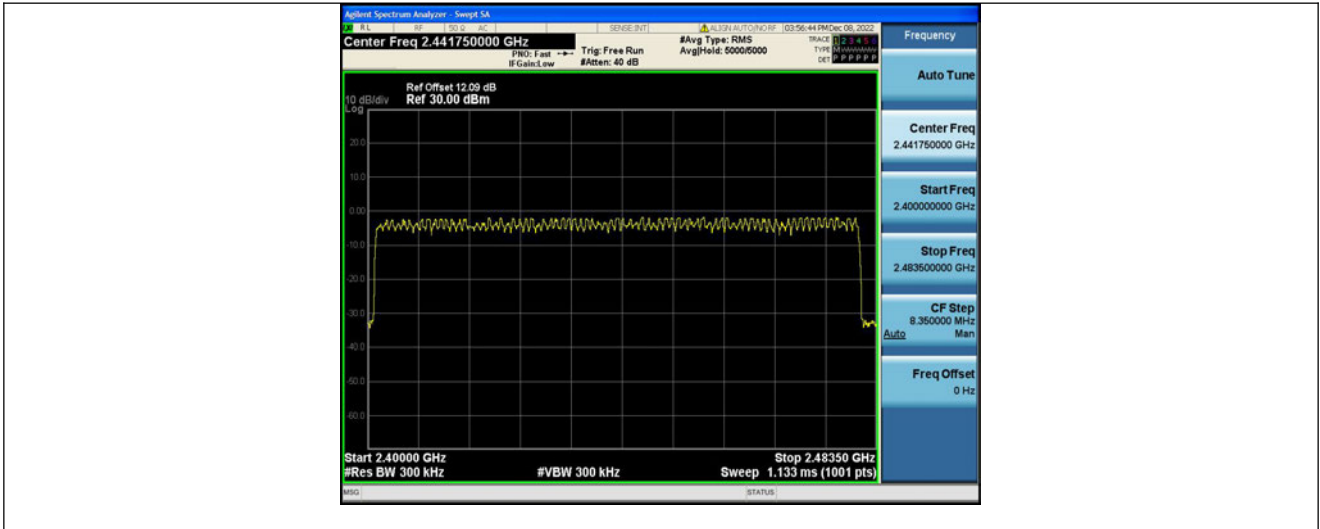 Agilent Spectrum Analyzer - Swept SA
RL RF 50 Ω AC SENSE:INT ALIGN AUTO/NO RF 03:56:44 PM Dec 08, 2022
Center Freq 2.441750000 GHz
PNO: Fast
IFGain:Low
Trig: Free Run
#Atten: 40 dB
#Avg Type: RMS
Avg|Hold: 5000/5000
TRACE 1 2 3 4 5 6
TYPE M
DET P P P P P P
Ref Offset 12.09 dB
10 dB/div Ref 30.00 dBm
Log
20.0
10.0
0.00
-10.0
-20.0
-30.0
-40.0
-50.0
-60.0
Start 2.40000 GHz Stop 2.48350 GHz
#Res BW 300 kHz #VBW 300 kHz Sweep 1.133 ms (1001 pts)
MSG STATUS
Frequency
Auto Tune
Center Freq
2.441750000 GHz
Start Freq
2.400000000 GHz
Stop Freq
2.483500000 GHz
CF Step
8.350000 MHz
Auto Man
Freq Offset
0 Hz